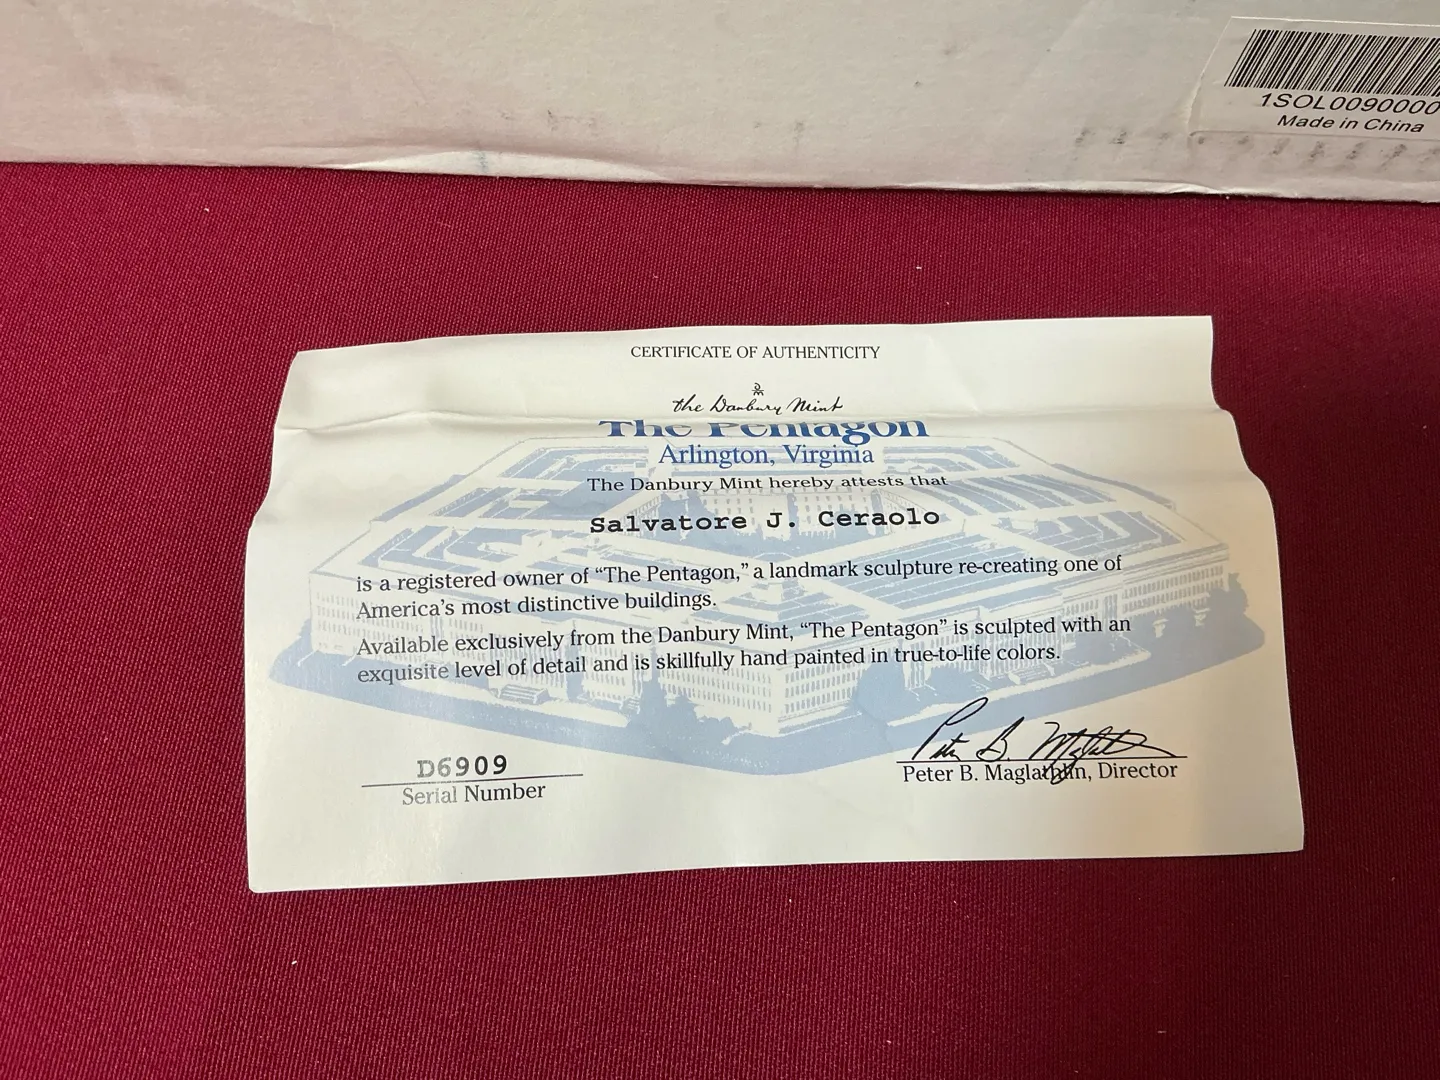 1SOL0090000
Made in China
CERTIFICATE OF AUTHENTICITY
DM
the Danbury Mint
The Pentagon
Arlington, Virginia
The Danbury Mint hereby attests that
Salvatore J. Ceraolo
is a registered owner of “The Pentagon,” a landmark sculpture re-creating one of
America’s most distinctive buildings.
Available exclusively from the Danbury Mint, “The Pentagon” is sculpted with an
exquisite level of detail and is skillfully hand painted in true-to-life colors.
D6909
Serial Number
Peter B. Maglathlin
Peter B. Maglathlin, Director